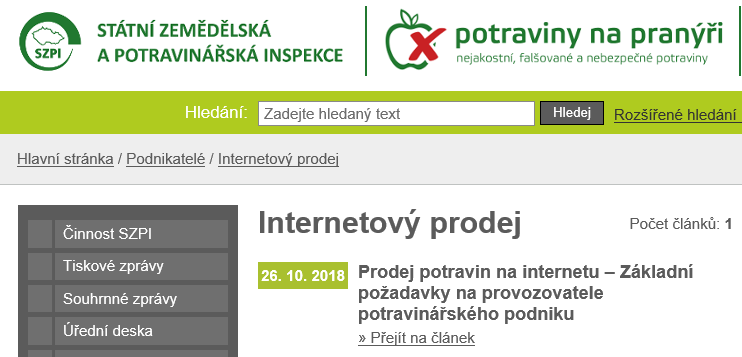 SZPI
STÁTNÍ ZEMĚDĚLSKÁ
A POTRAVINÁŘSKÁ INSPEKCE
potraviny na pranýři
nejakostní, falšované a nebezpečné potraviny
Hledání:
Zadejte hledaný text
Hledej
Rozšířené hledání
Hlavní stránka / Podnikatelé / Internetový prodej
Činnost SZPI
Tiskové zprávy
Souhrnné zprávy
Úřední deska
Internetový prodej
Počet článků: 1
26. 10. 2018
Prodej potravin na internetu – Základní
požadavky na provozovatele
potravinářského podniku
» Přejít na článek